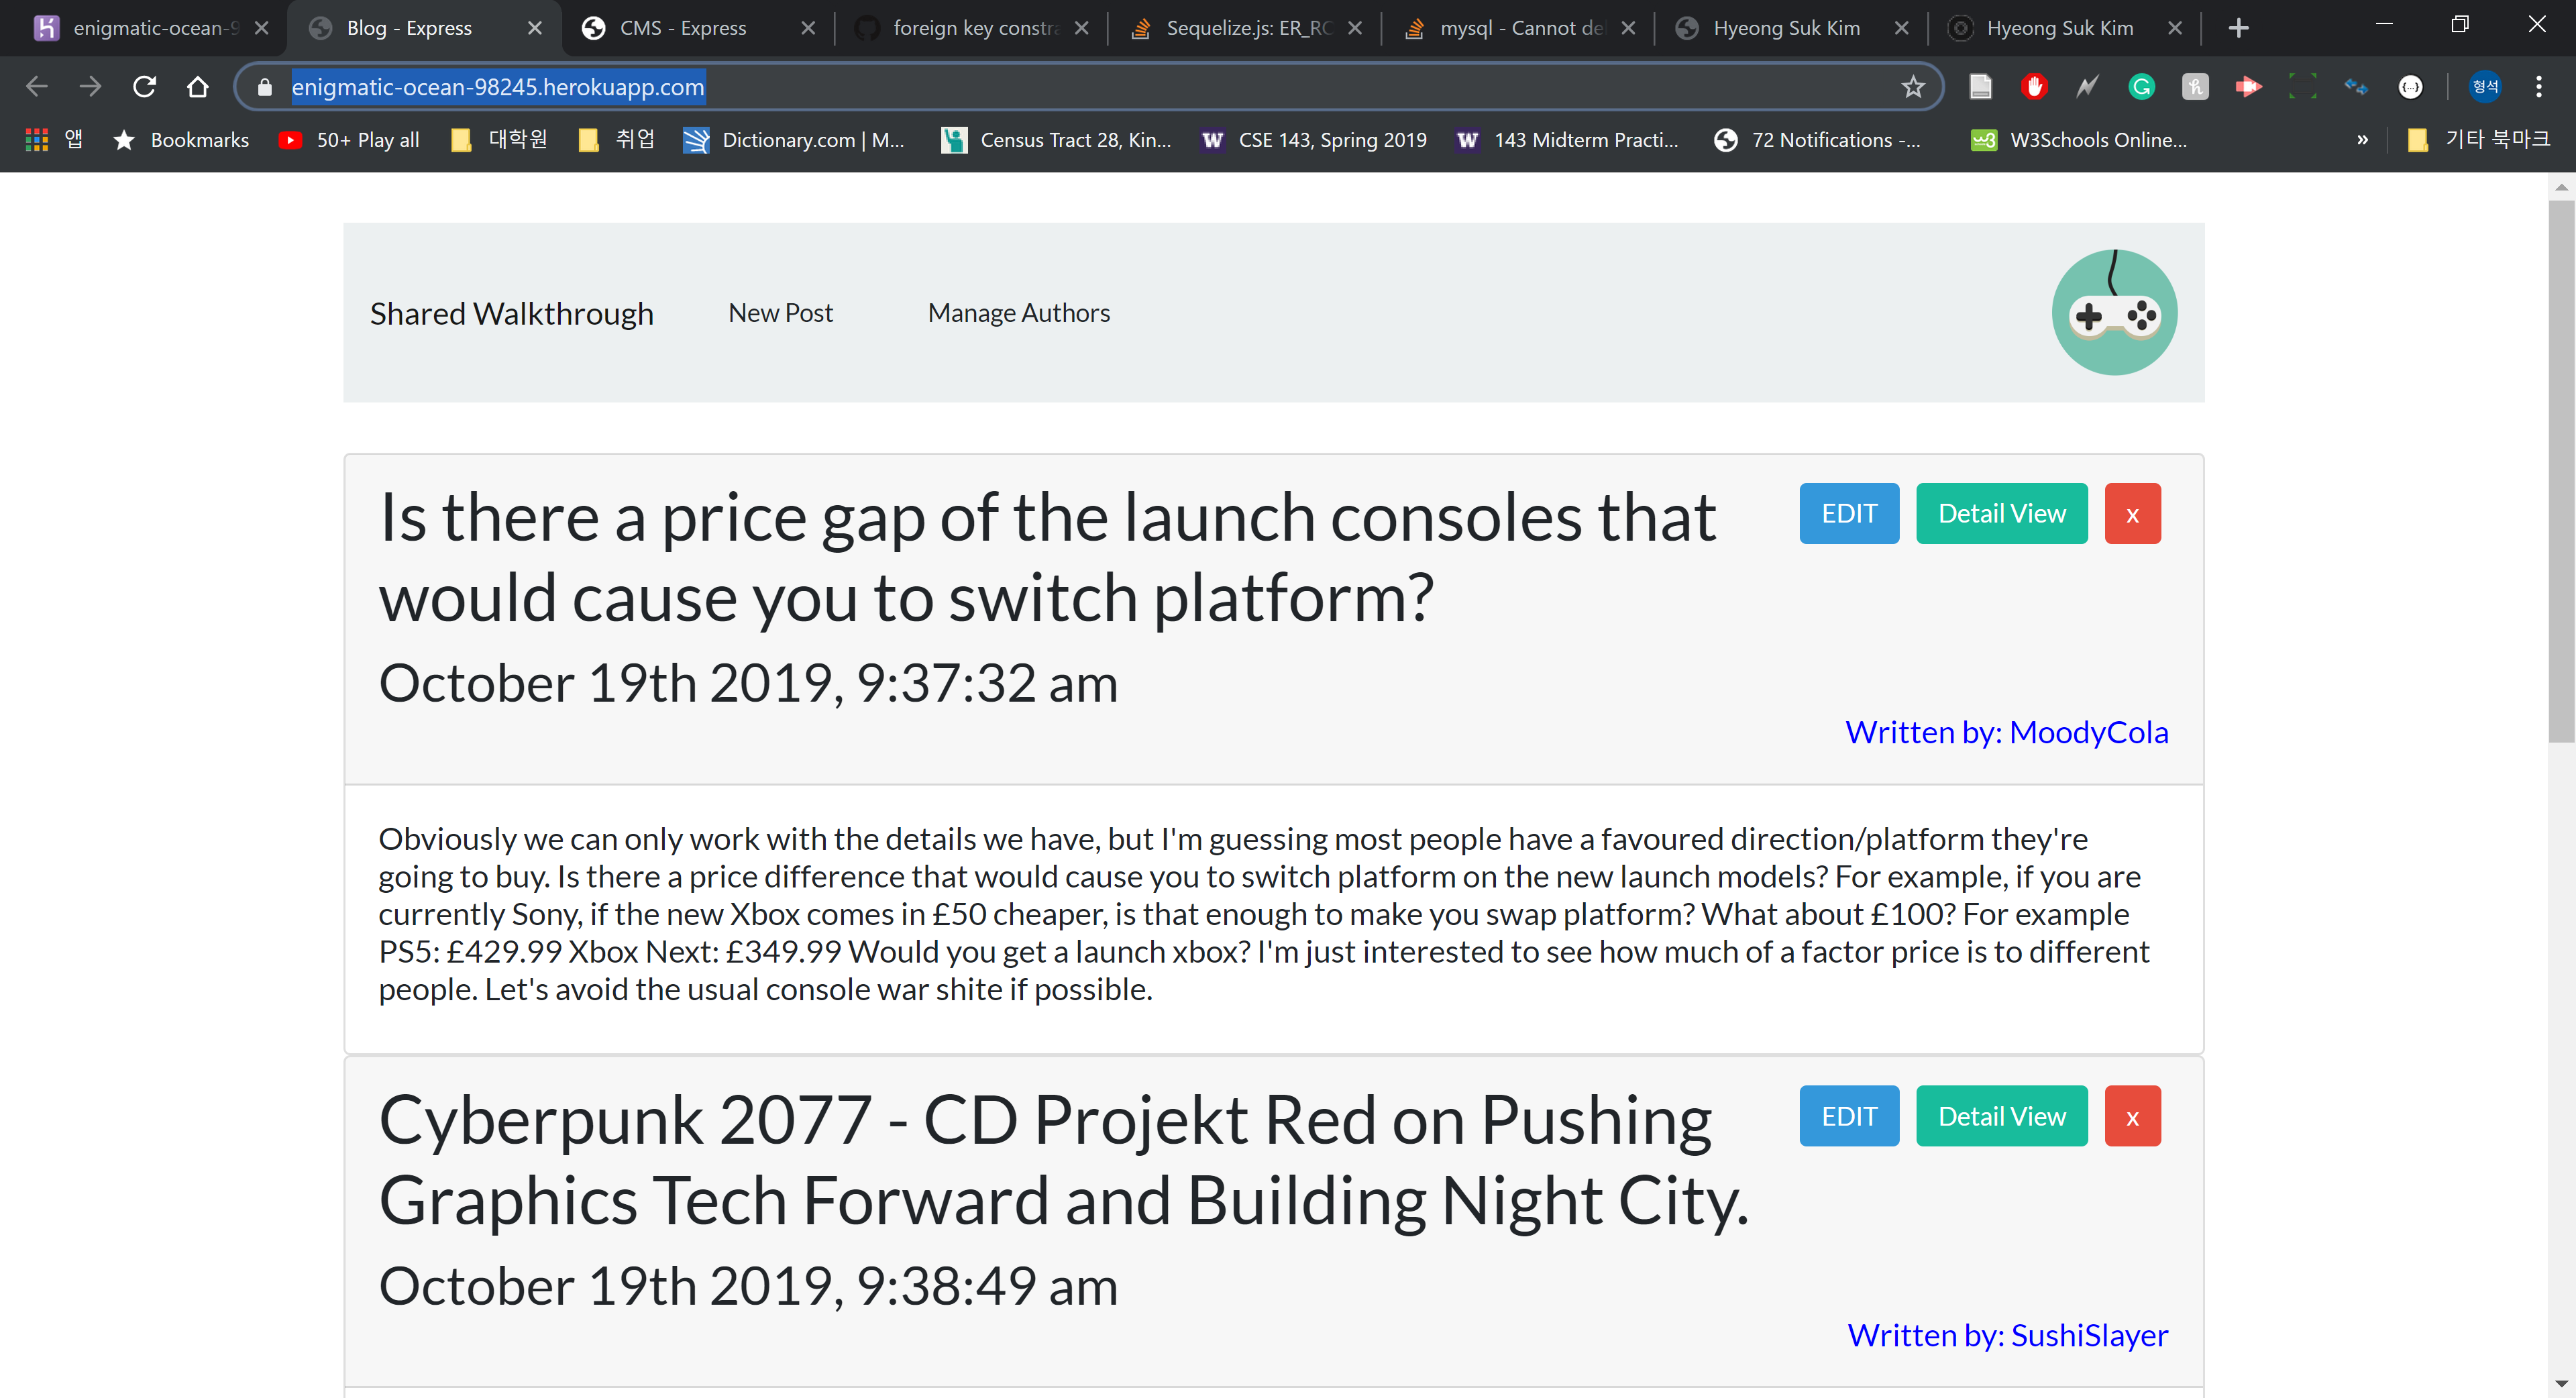 enigmatic-ocean-9
Blog - Express
CMS - Express
foreign key constra
Sequelize.js: ER_RO
mysql - Cannot de
Hyeong Suk Kim
Hyeong Suk Kim
enigmatic-ocean-98245.herokuapp.com
형석
앱
Bookmarks
50+ Play all
대학원
취업
Dictionary.com | M...
Census Tract 28, Kin...
CSE 143, Spring 2019
143 Midterm Practi...
72 Notifications -...
W3Schools Online...
»
기타 북마크
Shared Walkthrough
New Post
Manage Authors
Is there a price gap of the launch consoles that
would cause you to switch platform?
EDIT
Detail View
x
October 19th 2019, 9:37:32 am
Written by: MoodyCola
Obviously we can only work with the details we have, but I'm guessing most people have a favoured direction/platform they're
going to buy. Is there a price difference that would cause you to switch platform on the new launch models? For example, if you are
currently Sony, if the new Xbox comes in £50 cheaper, is that enough to make you swap platform? What about £100? For example
PS5: £429.99 Xbox Next: £349.99 Would you get a launch xbox? I'm just interested to see how much of a factor price is to different
people. Let's avoid the usual console war shite if possible.
Cyberpunk 2077 - CD Projekt Red on Pushing
Graphics Tech Forward and Building Night City.
EDIT
Detail View
x
October 19th 2019, 9:38:49 am
Written by: SushiSlayer